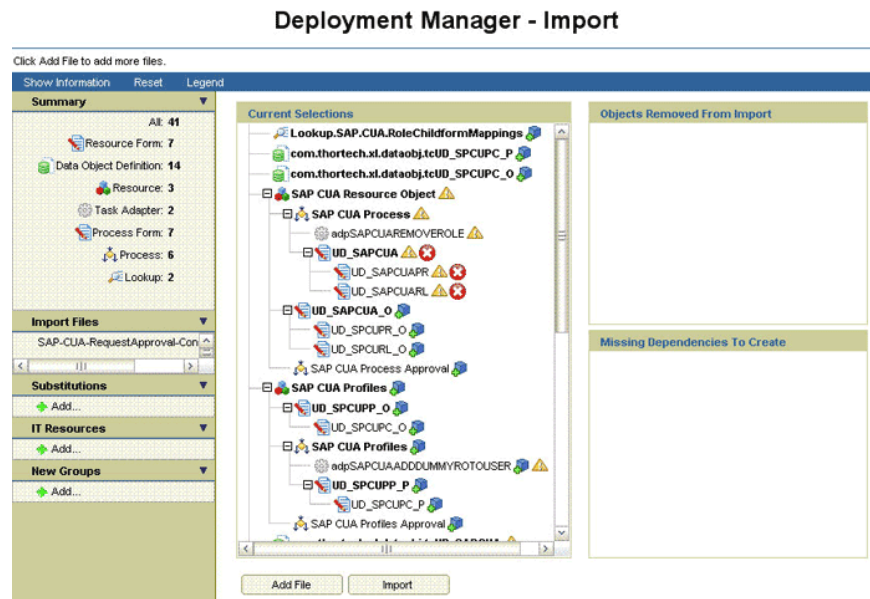 Deployment Manager - Import
Click Add File to add more files.
Show Information Reset Legend
Summary
All: 41
Resource Form: 7
Data Object Definition: 14
Resource: 3
Task Adapter: 2
Process Form: 7
Process: 6
Lookup: 2
Import Files
SAP-CUA-RequestApproval-Con
Substitutions
Add...
IT Resources
Add...
New Groups
Add...
Current Selections
Lookup.SAP.CUA.RoleChildformMappings
com.thortech.xl.dataobj.tcUD_SPCUPC_P
com.thortech.xl.dataobj.tcUD_SPCUPC_O
SAP CUA Resource Object
SAP CUA Process
adpSAPCUAREMOVEROLE
UD_SAPCUA
UD_SAPCUAPR
UD_SAPCUARL
UD_SAPCUA_O
UD_SPCUPR_O
UD_SPCURL_O
SAP CUA Process Approval
SAP CUA Profiles
UD_SPCUPP_O
UD_SPCUPC_O
SAP CUA Profiles
adpSAPCUAADDDUMMYROTOUSER
UD_SPCUPP_P
UD_SPCUPC_P
SAP CUA Profiles Approval
Add File Import
Objects Removed From Import
Missing Dependencies To Create